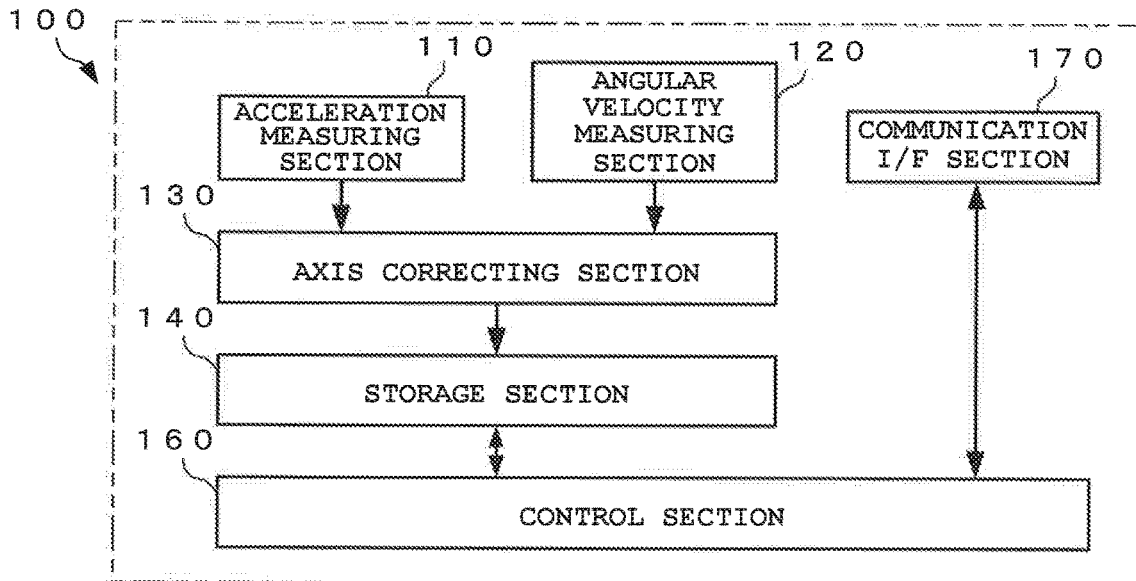 100
110
120
170
ACCELERATION
MEASURING
SECTION
ANGULAR
VELOCITY
MEASURING
SECTION
COMMUNICATION
I/F SECTION
130
AXIS CORRECTING SECTION
140
STORAGE SECTION
160
CONTROL SECTION